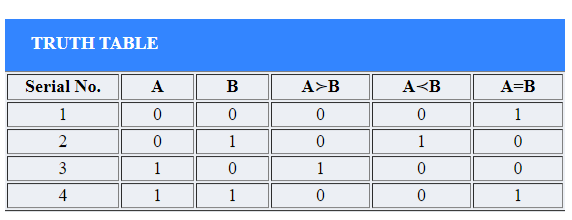 TRUTH TABLE
Serial No. A B A≻B A≺B A=B
1 0 0 0 0 1
2 0 1 0 1 0
3 1 0 1 0 0
4 1 1 0 0 1